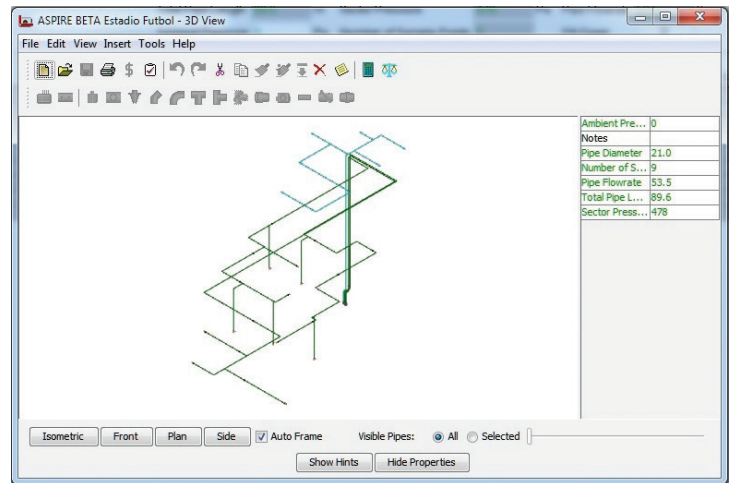 ASPIRE BETA Estadio Futbol - 3D View
File Edit View Insert Tools Help
Ambient Pre... 0
Notes
Pipe Diameter 21.0
Number of S... 9
Pipe Flowrate 53.5
Total Pipe L... 89.6
Sector Press... 478
Isometric Front Plan Side Auto Frame Visible Pipes: All Selected
Show Hints Hide Properties